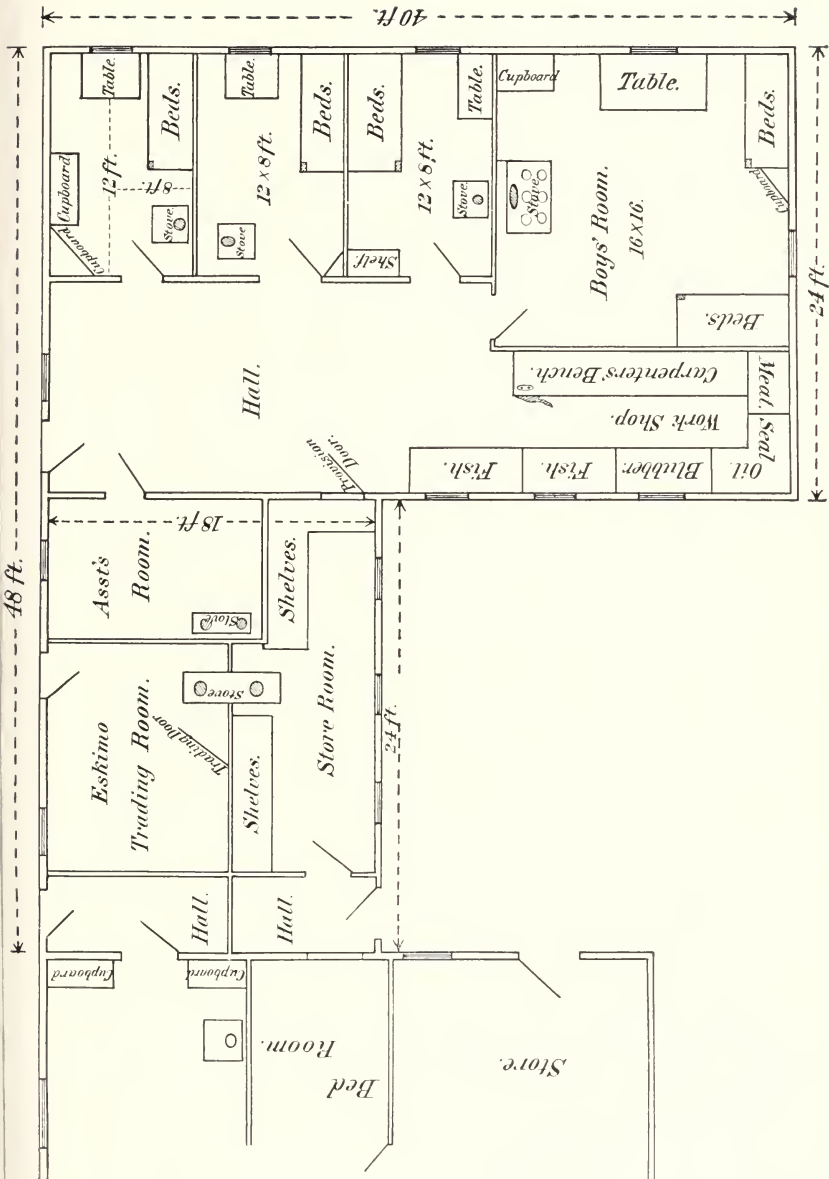 40 ft.
48 ft.
24 ft.
Table.
Beds.
Cupboard
Cupboard
12 ft.
8 ft.
Stove.
Table.
Beds.
12 × 8 ft.
Stove
Beds.
Table.
12 × 8 ft.
Stove.
Shelf.
Cupboard
Table.
Beds.
Stove.
Cupboard
Boys' Room.
16 × 16.
Beds.
Hall.
Carpenters' Bench.
Work Shop.
Meal.
Seal
Oil
Blubber.
Fish.
Fish.
Provision
Door.
18 ft.
Asst's
Room.
Stove
Shelves.
Eskimo
Trading Room.
Trading Door
Stove
Store Room.
Shelves.
24 ft.
Hall.
Hall.
Cupboard
Cupboard
Bed
Room.
Store.